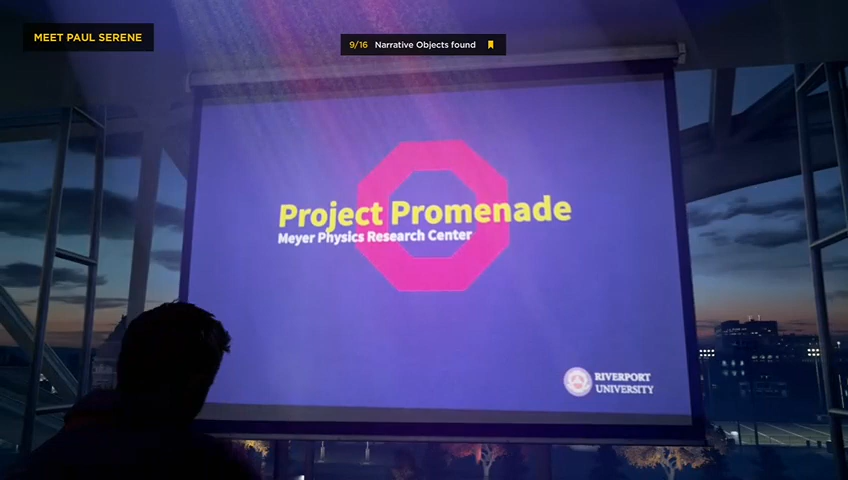 MEET PAUL SERENE
9/16 Narrative Objects found
Project Promenade
Meyer Physics Research Center
RIVERPORT
UNIVERSITY